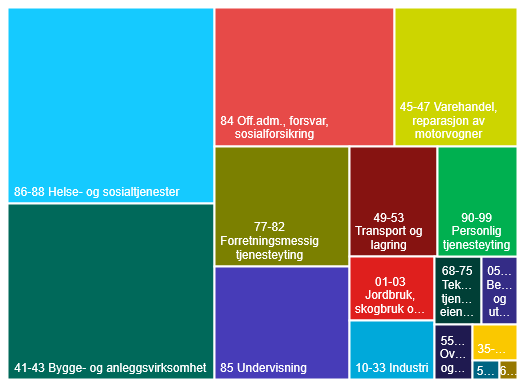 86-88 Helse- og sosialtjenester
84 Off.adm., forsvar,
sosialforsikring
45-47 Varehandel,
reparasjon av
motorvogner
77-82
Forretningsmessig
tjenesteyting
49-53
Transport og
lagring
90-99
Personlig
tjenesteyting
41-43 Bygge- og anleggsvirksomhet
85 Undervisning
01-03
Jordbruk,
skogbruk o...
10-33 Industri
68-75
Tek...
tjen...
eien...
05...
Be...
og
ut...
55...
Ov...
og...
35-...
5...
6...